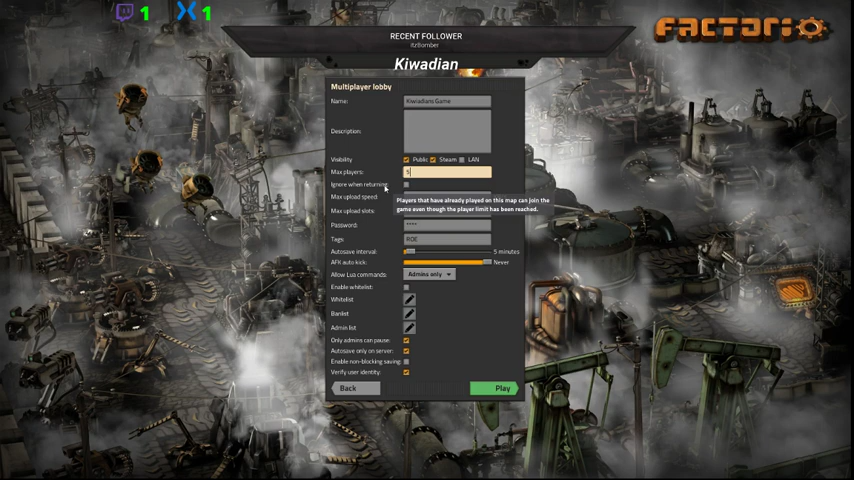 1 1
RECENT FOLLOWER
ItzBomber
FACTORIO
Kiwadian
Multiplayer lobby
Name: Kiwiadians Game
Description:
Visibility Public Steam LAN
Max players: 5
Ignore when returning:
Max upload speed:
Players that have already played on this map can join the
game even though the player limit has been reached.
Max upload slots:
Password: ****
Tags: ROE
Autosave interval: 5 minutes
AFK auto kick: Never
Allow Lua commands: Admins only
Enable whitelist:
Whitelist
Banlist
Admin list
Only admins can pause:
Autosave only on server:
Enable non-blocking saving:
Verify user identity:
Back Play